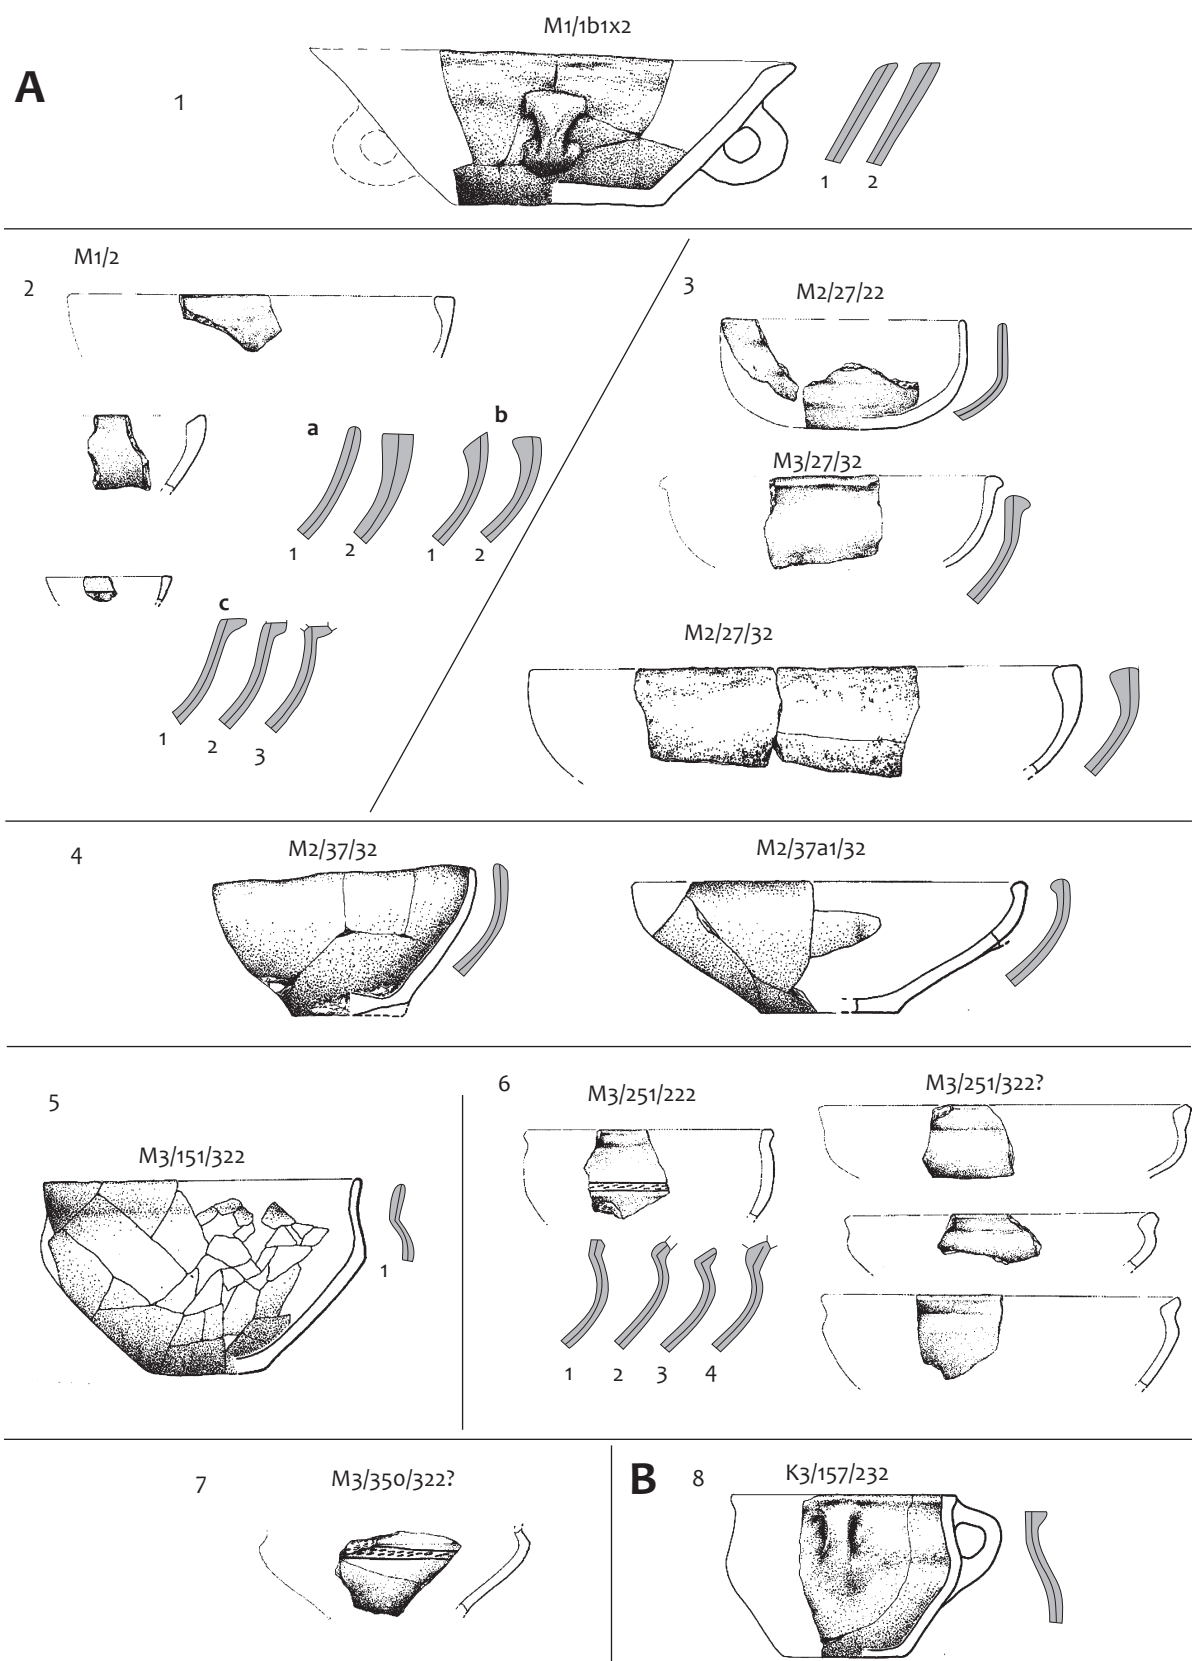 M1/1b1x2
A
1
1 2
M1/2
2
a
b
1 2
1 2
c
1 2 3
3
M2/27/22
M3/27/32
M2/27/32
4
M2/37/32
M2/37a1/32
5
M3/151/322
1
6
M3/251/222
M3/251/322?
1 2 3 4
7
M3/350/322?
B
8
K3/157/232